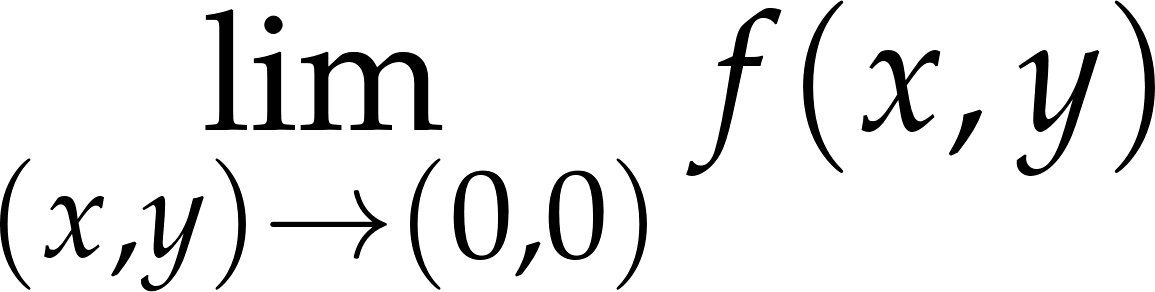 lim f(x, y)
(x,y)→(0,0)